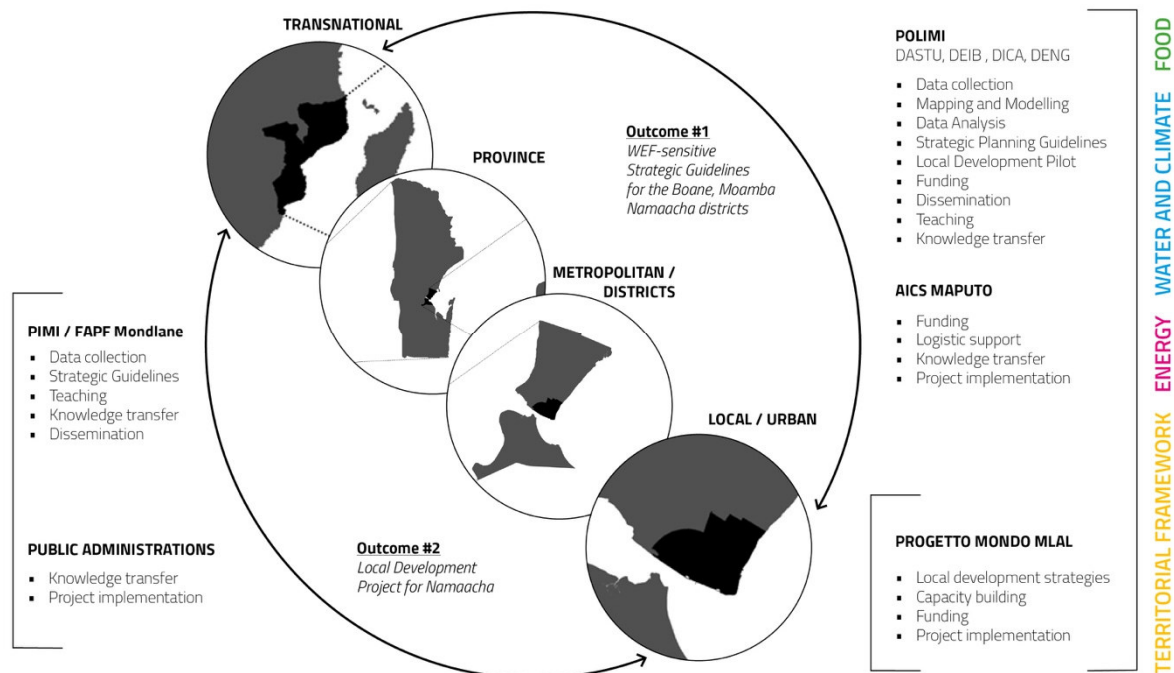 TRANSNATIONAL
PROVINCE
METROPOLITAN /
DISTRICTS
LOCAL / URBAN
Outcome #1
WEF-sensitive
Strategic Guidelines
for the Boane, Moamba
Namaacha districts
Outcome #2
Local Development
Project for Namaacha
PIMI / FAPF Mondlane
▪ Data collection
▪ Strategic Guidelines
▪ Teaching
▪ Knowledge transfer
▪ Dissemination
PUBLIC ADMINISTRATIONS
▪ Knowledge transfer
▪ Project implementation
POLIMI
DASTU, DEIB , DICA, DENG
▪ Data collection
▪ Mapping and Modelling
▪ Data Analysis
▪ Strategic Planning Guidelines
▪ Local Development Pilot
▪ Funding
▪ Dissemination
▪ Teaching
▪ Knowledge transfer
AICS MAPUTO
▪ Funding
▪ Logistic support
▪ Knowledge transfer
▪ Project implementation
PROGETTO MONDO MLAL
▪ Local development strategies
▪ Capacity building
▪ Funding
▪ Project implementation
TERRITORIAL FRAMEWORK ENERGY WATER AND CLIMATE FOOD